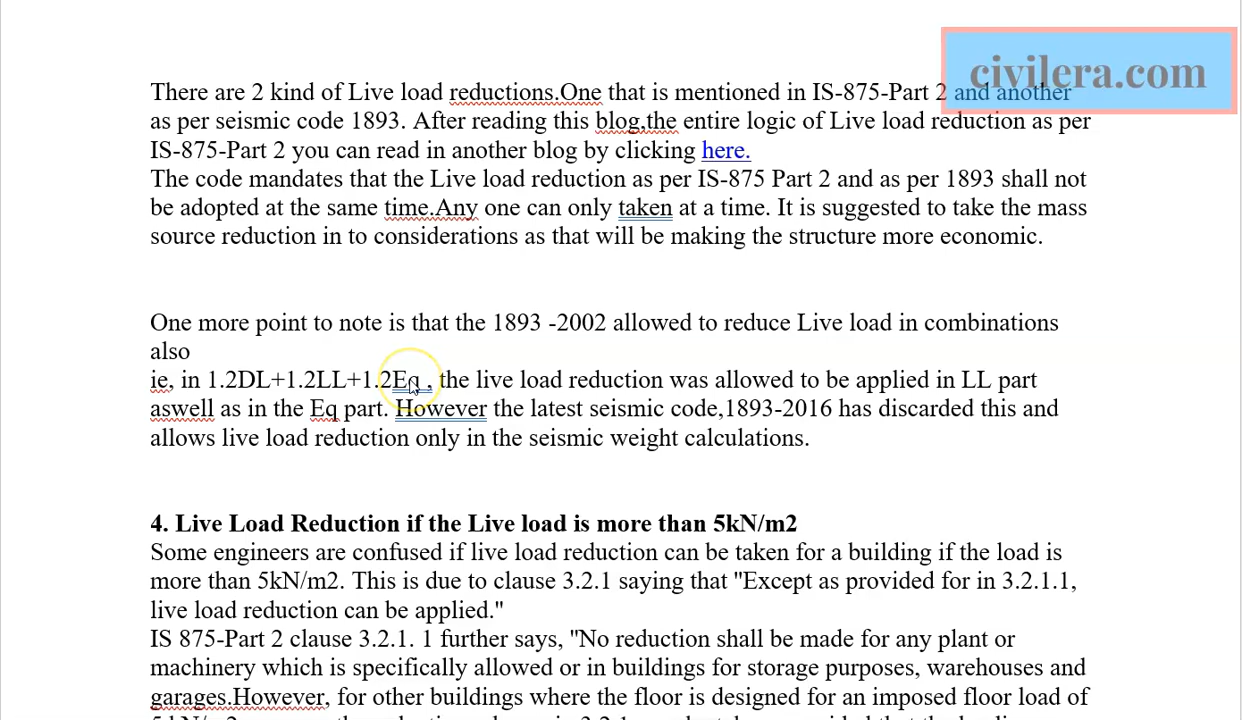 civilera.com
There are 2 kind of Live load reductions.One that is mentioned in IS-875-Part 2 and another
as per seismic code 1893. After reading this blog,the entire logic of Live load reduction as per
IS-875-Part 2 you can read in another blog by clicking here.
The code mandates that the Live load reduction as per IS-875 Part 2 and as per 1893 shall not
be adopted at the same time.Any one can only taken at a time. It is suggested to take the mass
source reduction in to considerations as that will be making the structure more economic.
One more point to note is that the 1893 -2002 allowed to reduce Live load in combinations
also
ie, in 1.2DL+1.2LL+1.2Eq , the live load reduction was allowed to be applied in LL part
aswell as in the Eq part. However the latest seismic code,1893-2016 has discarded this and
allows live load reduction only in the seismic weight calculations.
4. Live Load Reduction if the Live load is more than 5kN/m2
Some engineers are confused if live load reduction can be taken for a building if the load is
more than 5kN/m2. This is due to clause 3.2.1 saying that "Except as provided for in 3.2.1.1,
live load reduction can be applied."
IS 875-Part 2 clause 3.2.1. 1 further says, "No reduction shall be made for any plant or
machinery which is specifically allowed or in buildings for storage purposes, warehouses and
garages.However, for other buildings where the floor is designed for an imposed floor load of